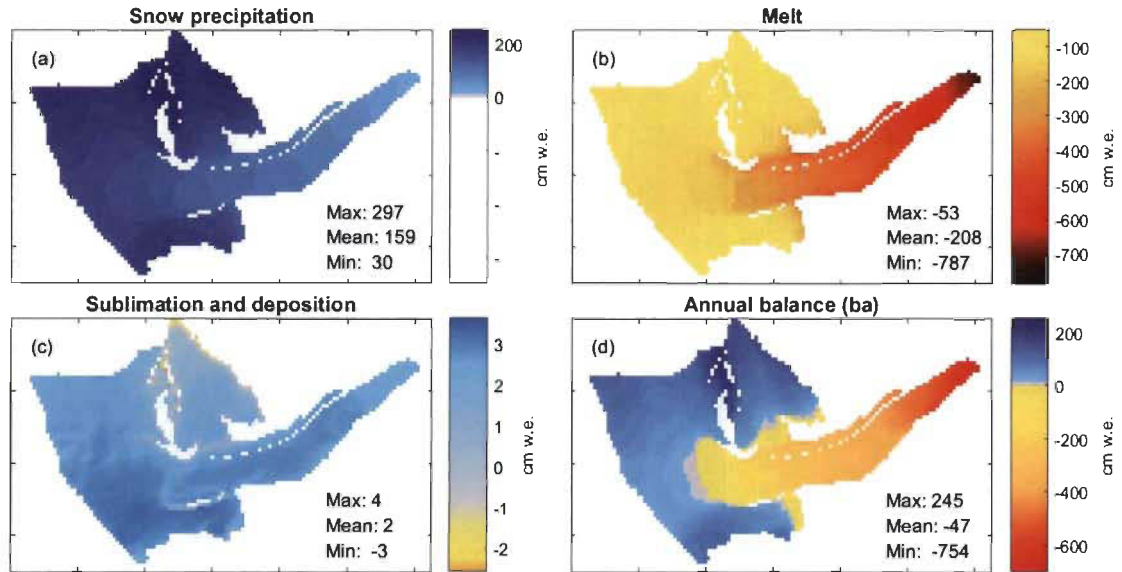 Snow precipitation
(a)
200
0
-
-
-
cm w.e.
Max: 297
Mean: 159
Min: 30
Melt
(b)
-100
-200
-300
-400
-500
-600
-700
cm w.e.
Max: -53
Mean: -208
Min: -787
Sublimation and deposition
(c)
3
2
1
0
-1
-2
cm w.e.
Max: 4
Mean: 2
Min: -3
Annual balance (ba)
(d)
200
0
-200
-400
-600
cm w.e.
Max: 245
Mean: -47
Min: -754